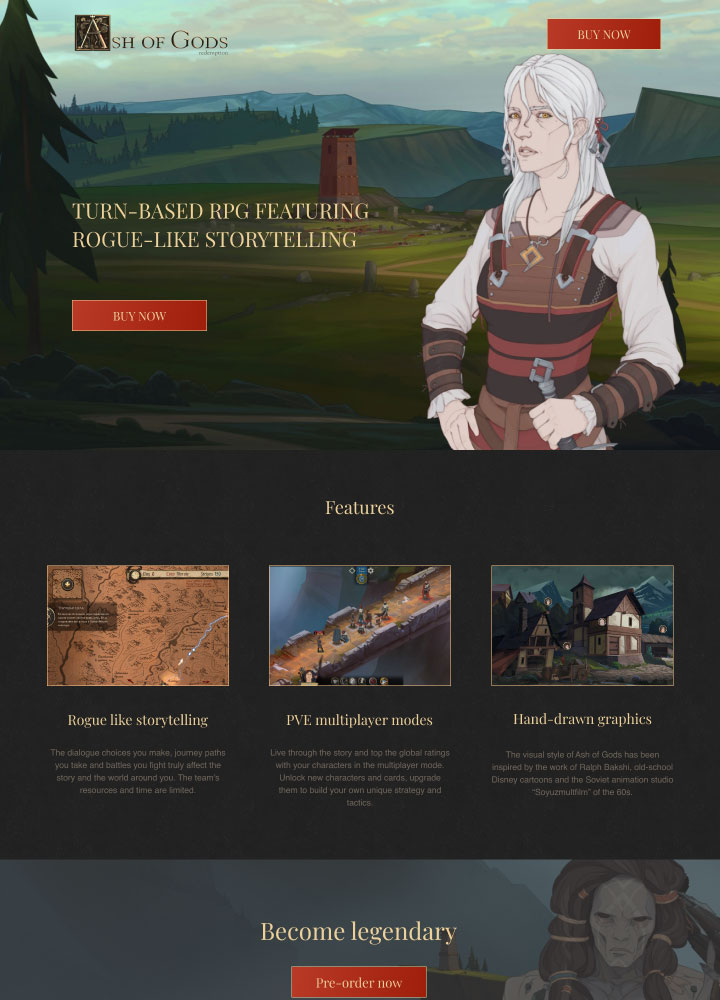 ASH OF GODS
redemption
BUY NOW
TURN-BASED RPG FEATURING
ROGUE-LIKE STORYTELLING
BUY NOW
Features
Rogue like storytelling
The dialogue choices you make, journey paths
you take and battles you fight truly affect the
story and the world around you. The team's
resources and time are limited.
PVE multiplayer modes
Live through the story and top the global ratings
with your characters in the multiplayer mode.
Unlock new characters and cards, upgrade
them to build your own unique strategy and
tactics.
Hand-drawn graphics
The visual style of Ash of Gods has been
inspired by the work of Ralph Bakshi, old-school
Disney cartoons and the Soviet animation studio
"Soyuzmultfilm" of the 60s.
Become legendary
Pre-order now